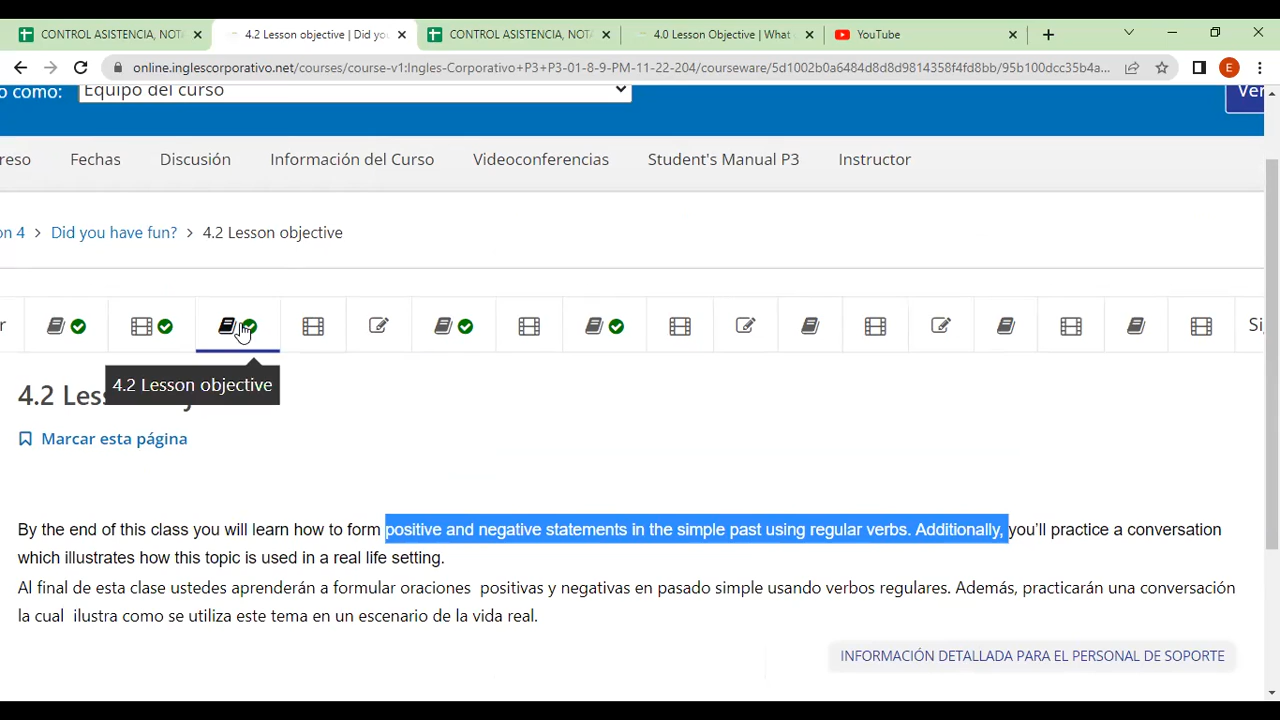 CONTROL ASISTENCIA, NOTA
4.2 Lesson objective | Did you
CONTROL ASISTENCIA, NOT
4.0 Lesson Objective | What
YouTube
online.inglescorporativo.net/courses/course-v1:Ingles-Corporativo+P3+P3-01-8-9-PM-11-22-204/courseware/5d1002b0a6484d8d8d9814358f4fd8bb/95b100dcc35b4a...
E
o como:
Equipo del curso
Ver
reso
Fechas
Discusión
Información del Curso
Videoconferencias
Student's Manual P3
Instructor
on 4 > Did you have fun? > 4.2 Lesson objective
r
Si
4.2 Lesson objective
4.2 Les
Marcar esta página
By the end of this class you will learn how to form positive and negative statements in the simple past using regular verbs. Additionally, you'll practice a conversation
which illustrates how this topic is used in a real life setting.
Al final de esta clase ustedes aprenderán a formular oraciones positivas y negativas en pasado simple usando verbos regulares. Además, practicarán una conversación
la cual ilustra como se utiliza este tema en un escenario de la vida real.
INFORMACIÓN DETALLADA PARA EL PERSONAL DE SOPORTE